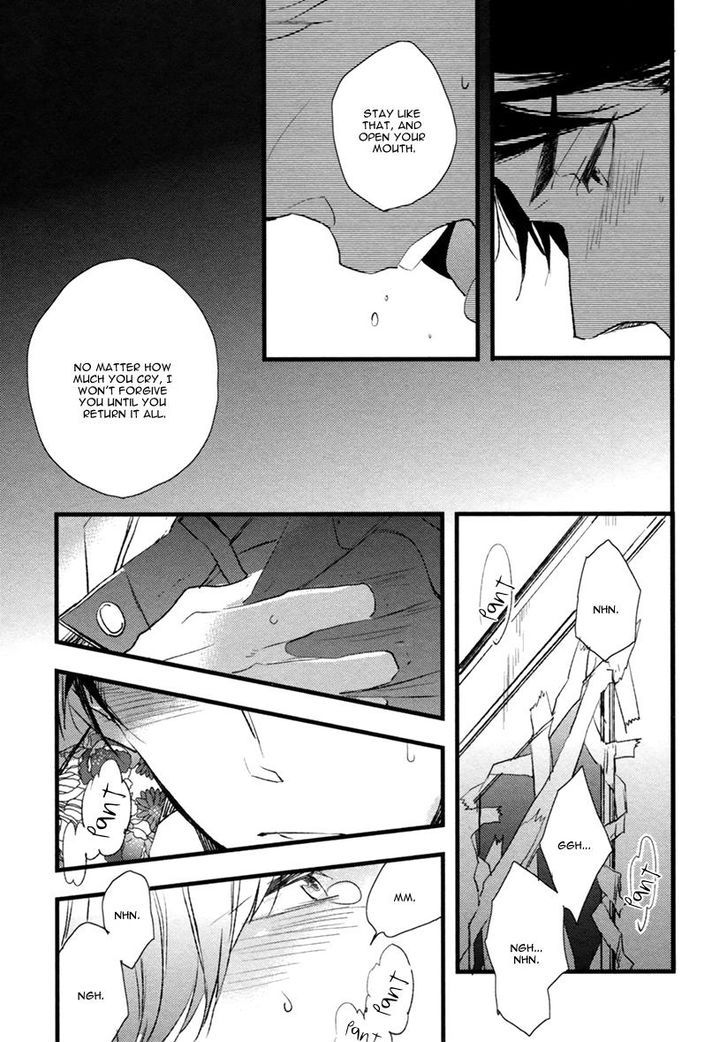 STAY LIKE
THAT, AND
OPEN YOUR
MOUTH.
NO MATTER HOW
MUCH YOU CRY, I
WON'T FORGIVE
YOU UNTIL YOU
RETURN IT ALL.
PANT
NHN.
GGH...
PANT
NGH...
NHN.
PANT
MM.
NHN.
NGH.
PANT
PANT
PANT